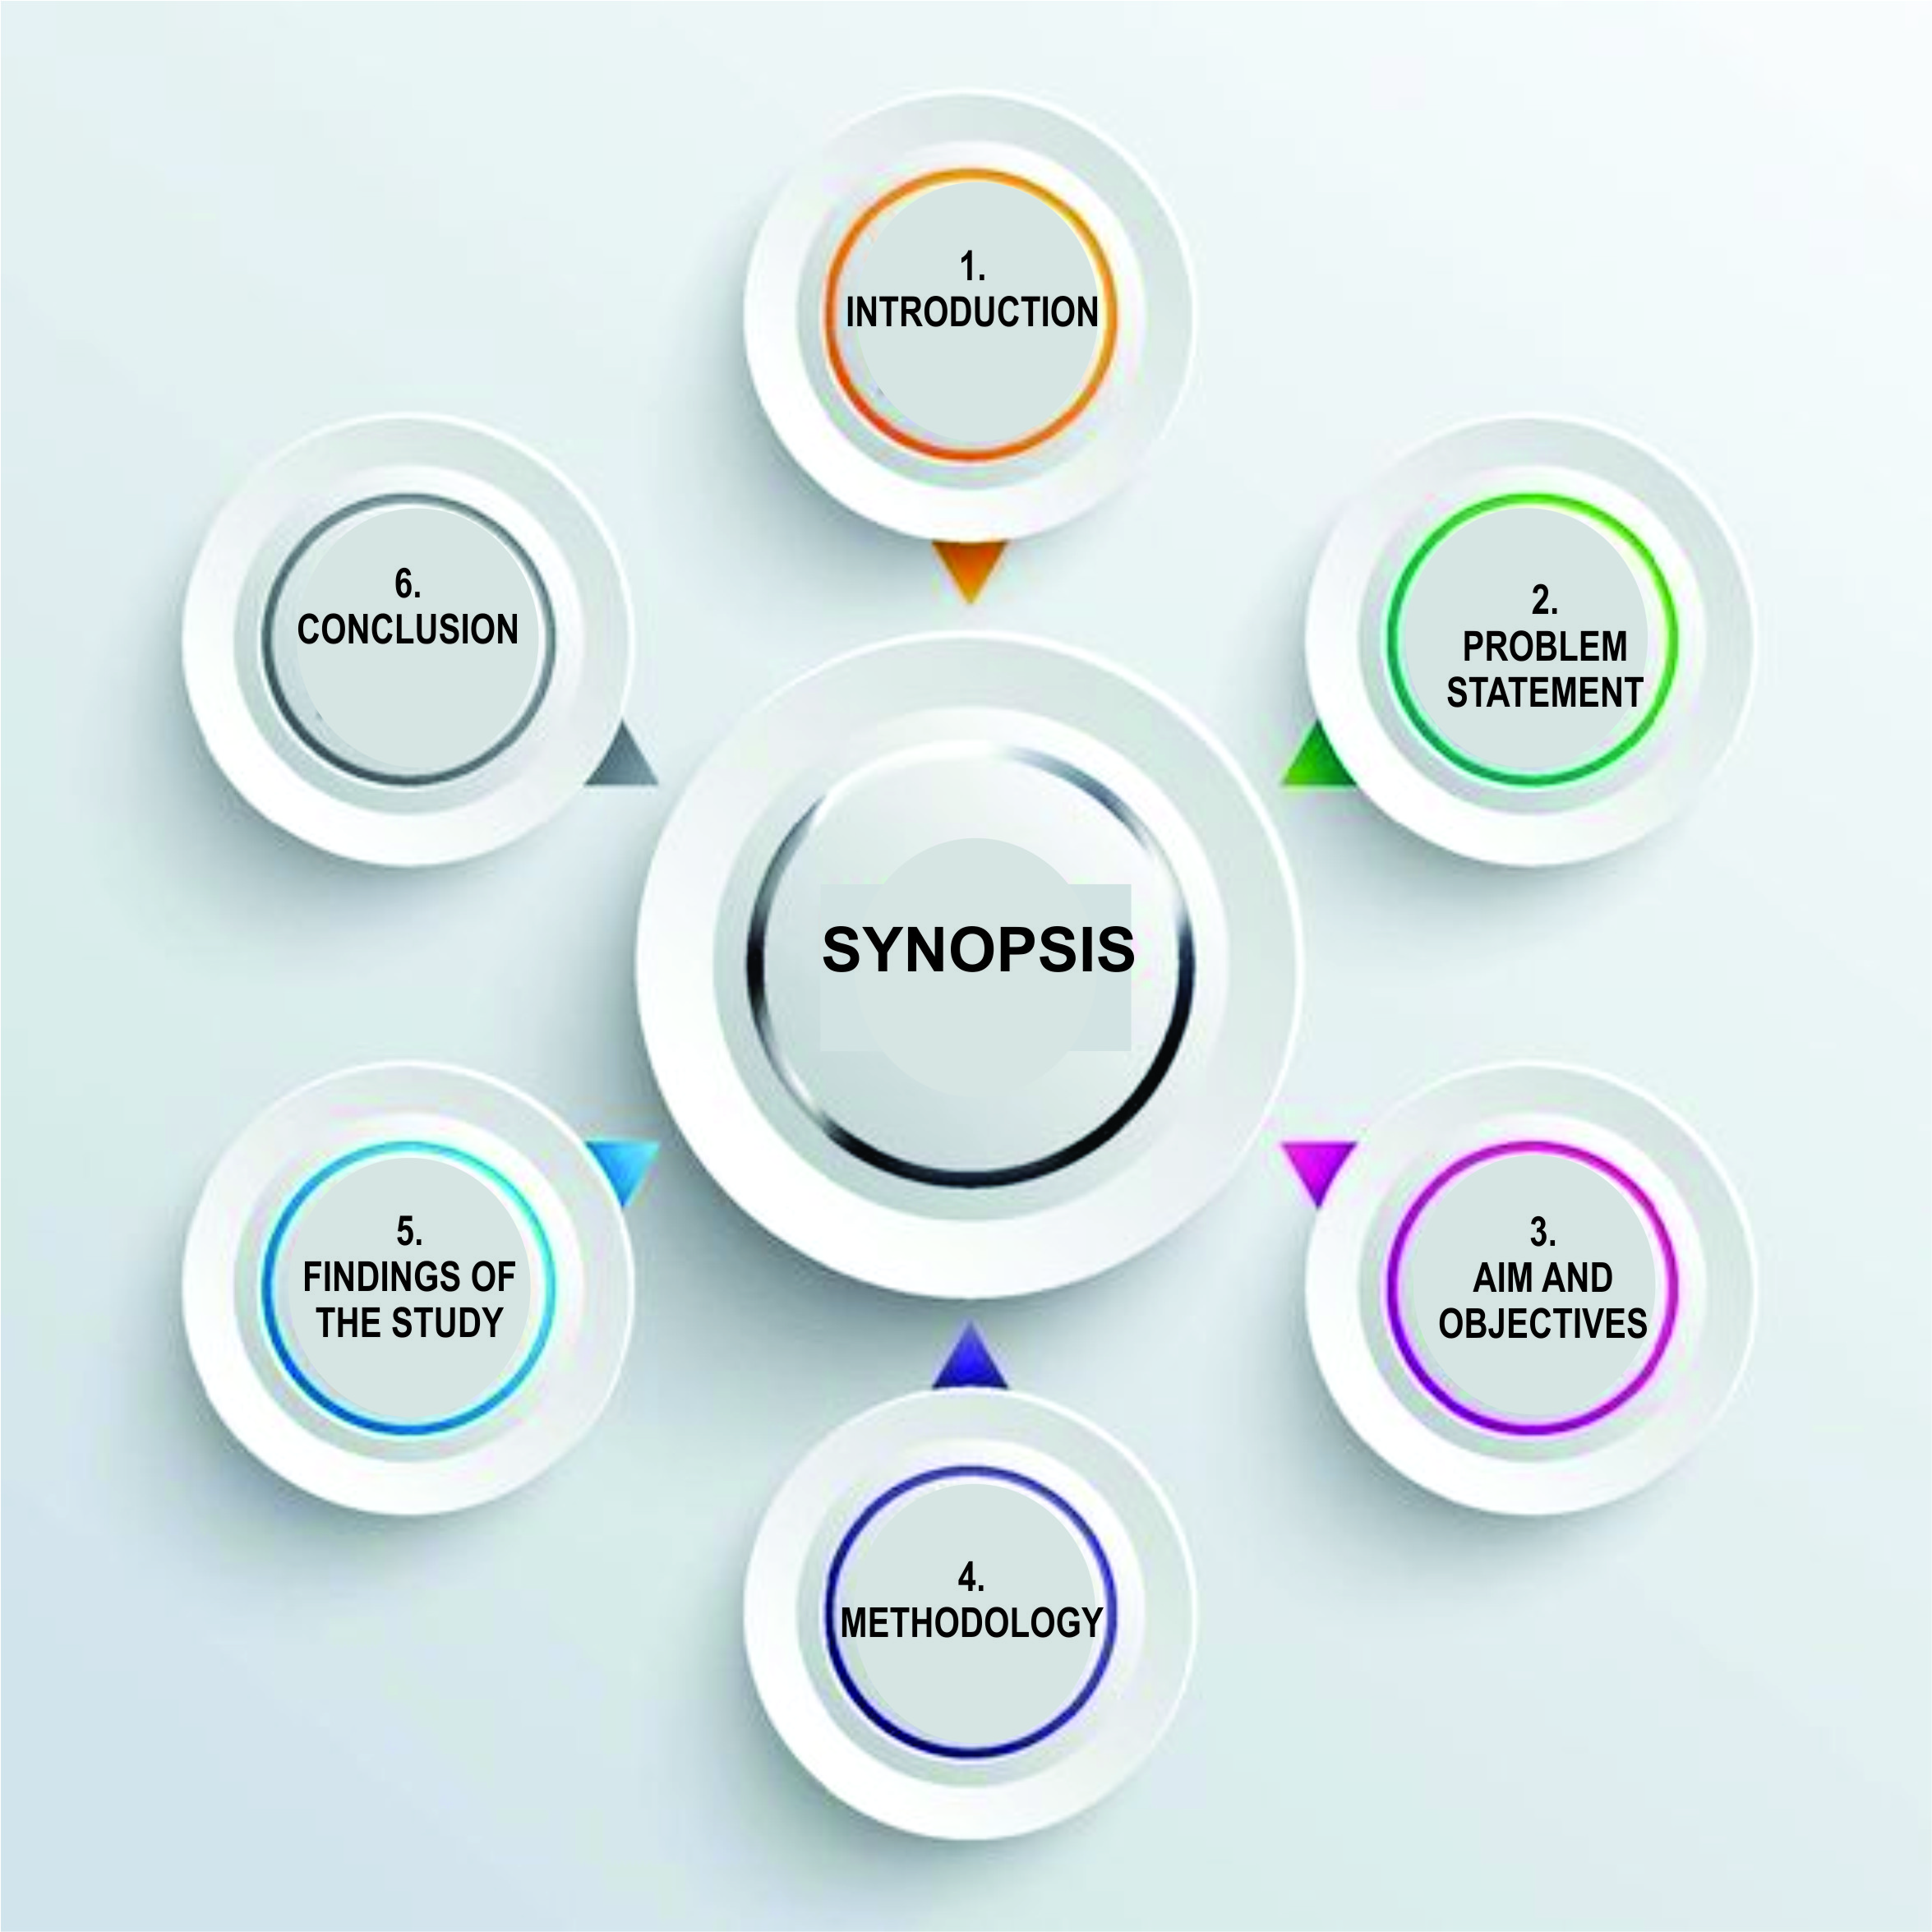 SYNOPSIS
1.
INTRODUCTION
2.
PROBLEM
STATEMENT
3.
AIM AND
OBJECTIVES
4.
METHODOLOGY
5.
FINDINGS OF
THE STUDY
6.
CONCLUSION